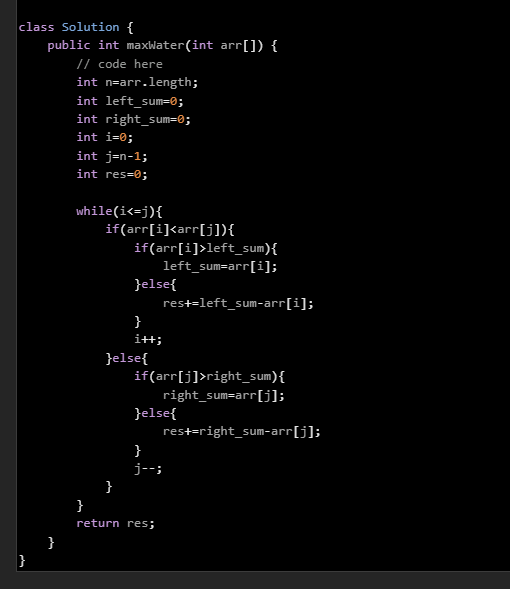 class Solution {
    public int maxWater(int arr[]) {
        // code here
        int n=arr.length;
        int left_sum=0;
        int right_sum=0;
        int i=0;
        int j=n-1;
        int res=0;

        while(i<=j){
            if(arr[i]<arr[j]){
                if(arr[i]>left_sum){
                    left_sum=arr[i];
                }else{
                    res+=left_sum-arr[i];
                }
                i++;
            }else{
                if(arr[j]>right_sum){
                    right_sum=arr[j];
                }else{
                    res+=right_sum-arr[j];
                }
                j--;
            }
        }
        return res;
    }
}